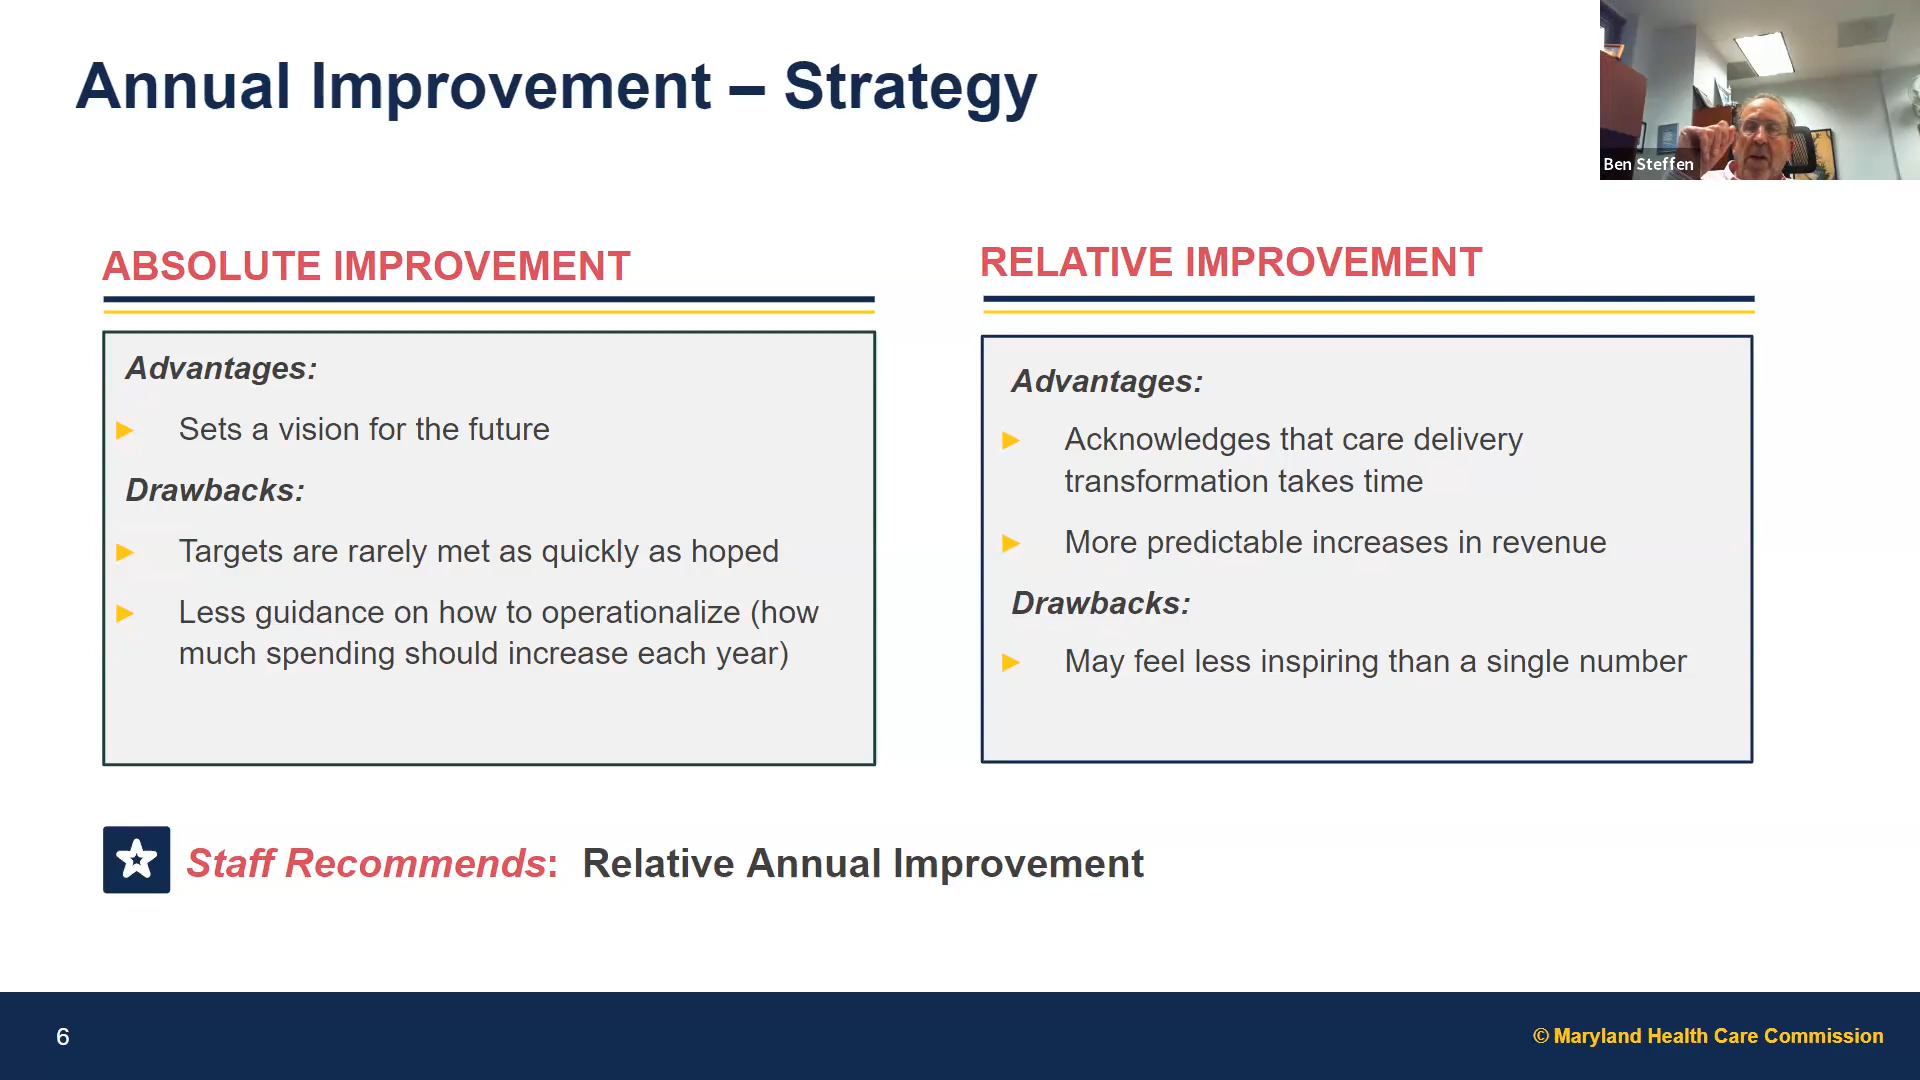 Annual Improvement – Strategy
Ben Steffen
ABSOLUTE IMPROVEMENT
Advantages:
Sets a vision for the future
Drawbacks:
Targets are rarely met as quickly as hoped
Less guidance on how to operationalize (how
much spending should increase each year)
RELATIVE IMPROVEMENT
Advantages:
Acknowledges that care delivery
transformation takes time
More predictable increases in revenue
Drawbacks:
May feel less inspiring than a single number
Staff Recommends: Relative Annual Improvement
6
© Maryland Health Care Commission